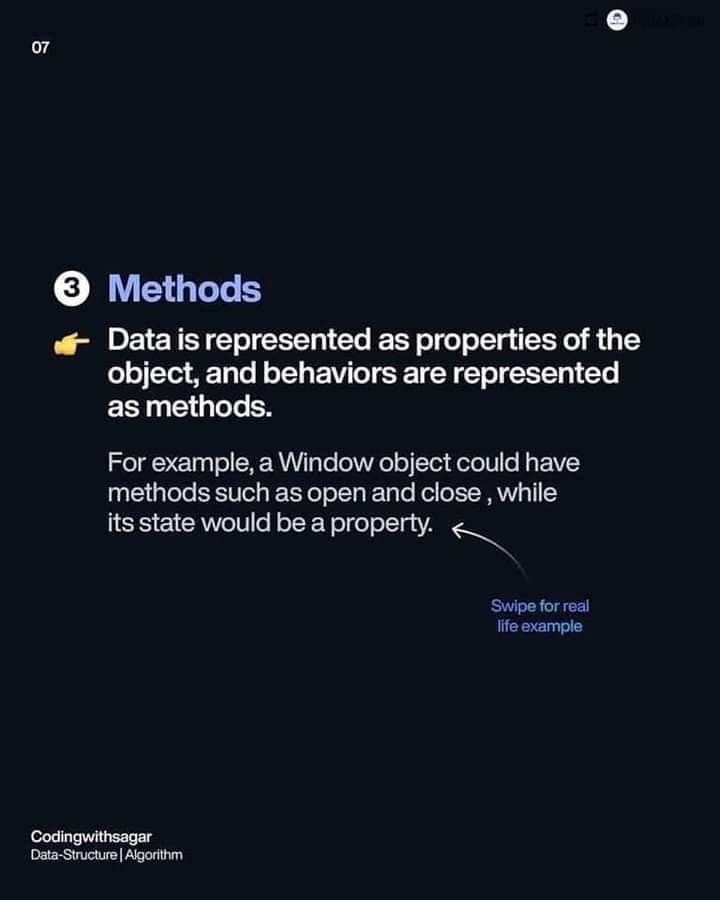 07
3 Methods
👉 Data is represented as properties of the
object, and behaviors are represented
as methods.
For example, a Window object could have
methods such as open and close , while
its state would be a property.
Swipe for real
life example
Codingwithsagar
Data-Structure | Algorithm